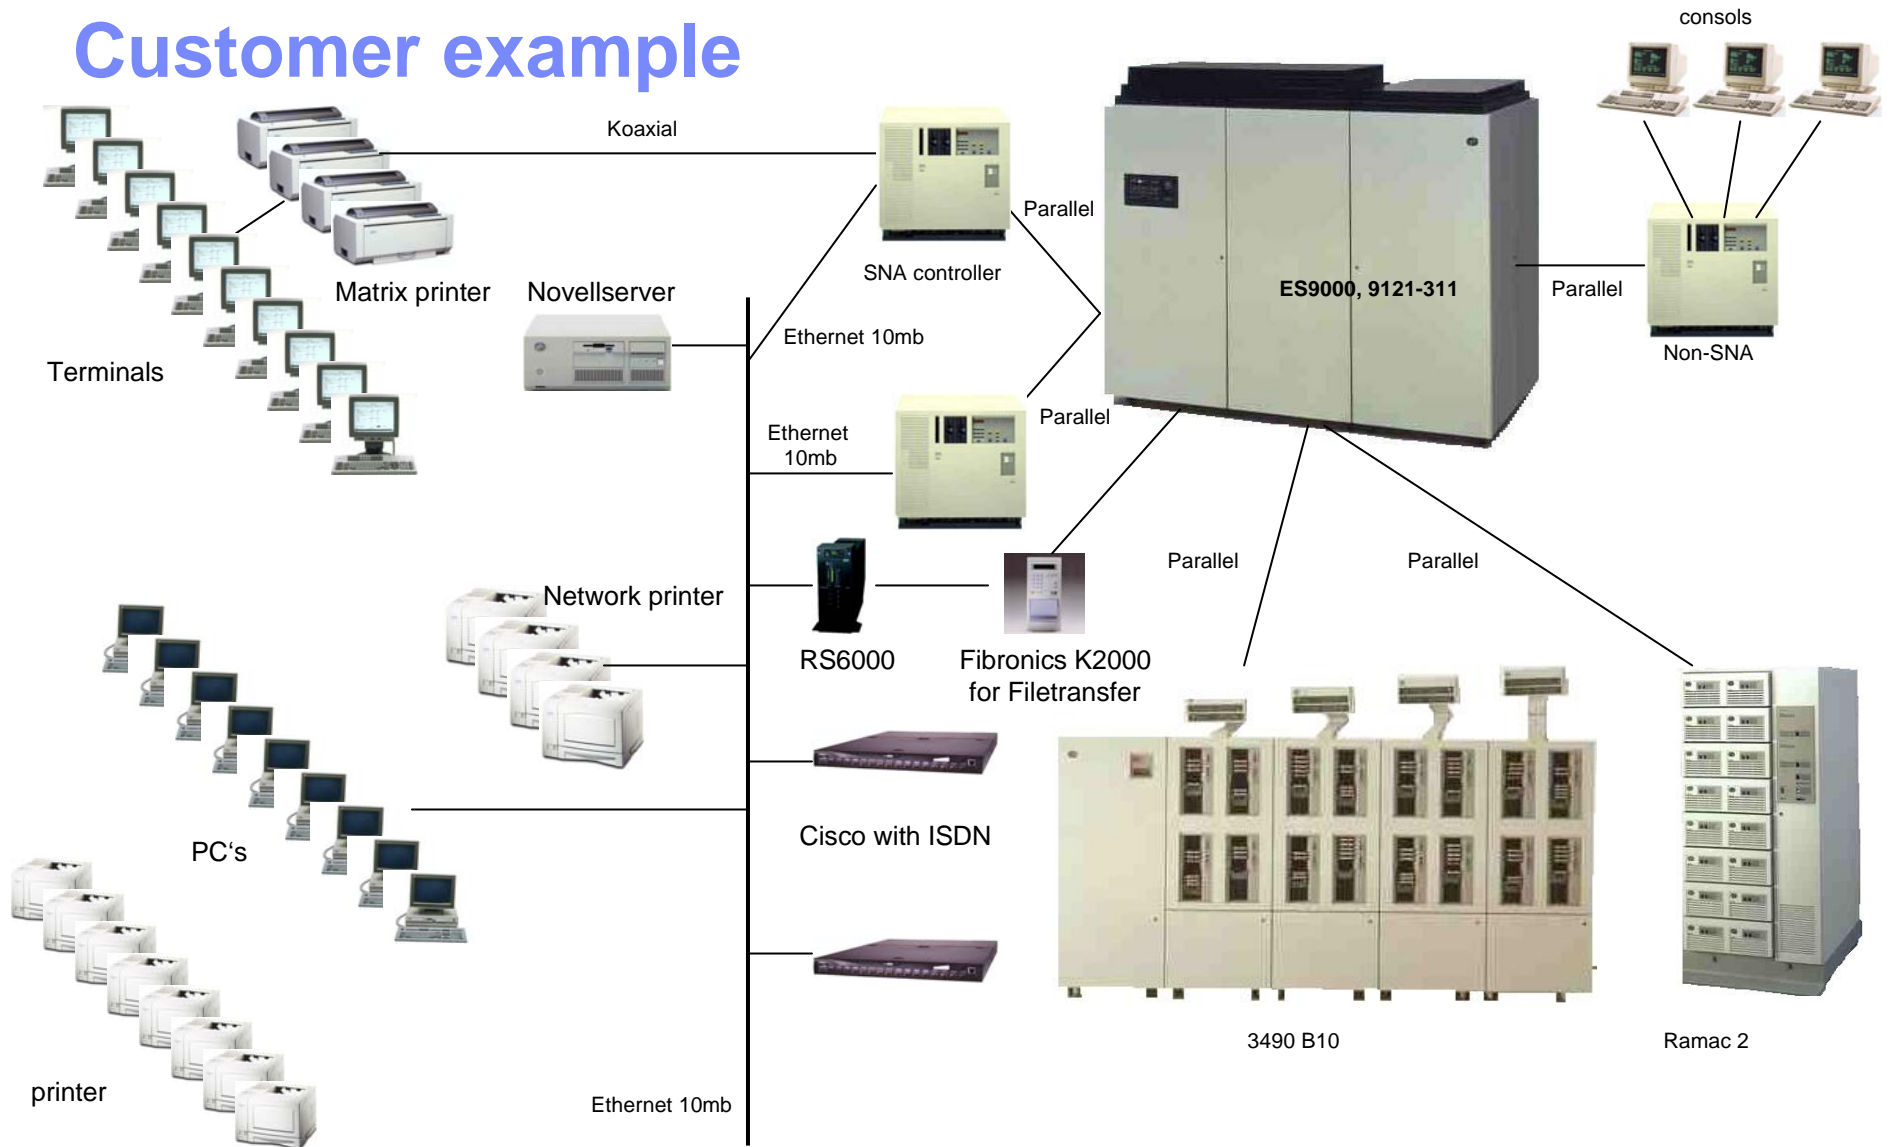 Customer example
consols
Koaxial
Parallel
SNA controller
ES9000, 9121-311
Parallel
Non-SNA
Matrix printer
Novellserver
Ethernet 10mb
Terminals
Parallel
Ethernet
10mb
Parallel
Parallel
Network printer
RS6000
Fibronics K2000
for Filetransfer
Cisco with ISDN
PC‘s
3490 B10
Ramac 2
printer
Ethernet 10mb